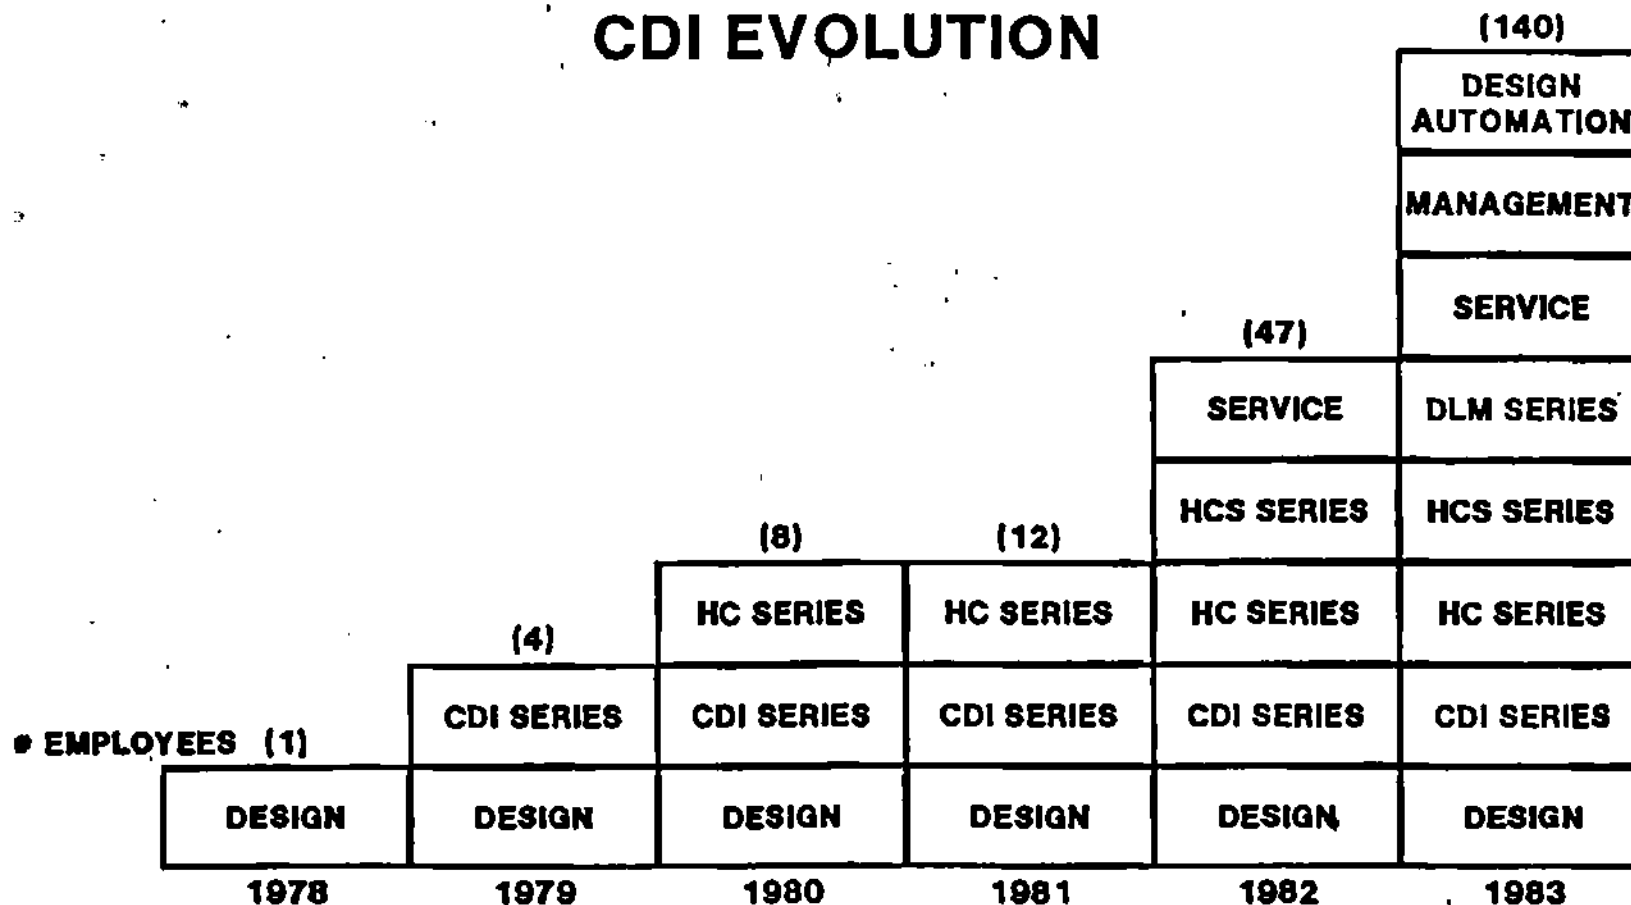 CDI EVOLUTION
(140)
DESIGN
AUTOMATION
MANAGEMENT
SERVICE
(47)
SERVICE DLM SERIES
HCS SERIES HCS SERIES
(8) (12)
HC SERIES HC SERIES HC SERIES HC SERIES
(4)
CDI SERIES CDI SERIES CDI SERIES CDI SERIES CDI SERIES
# EMPLOYEES (1)
DESIGN DESIGN DESIGN DESIGN DESIGN DESIGN
1978 1979 1980 1981 1982 1983